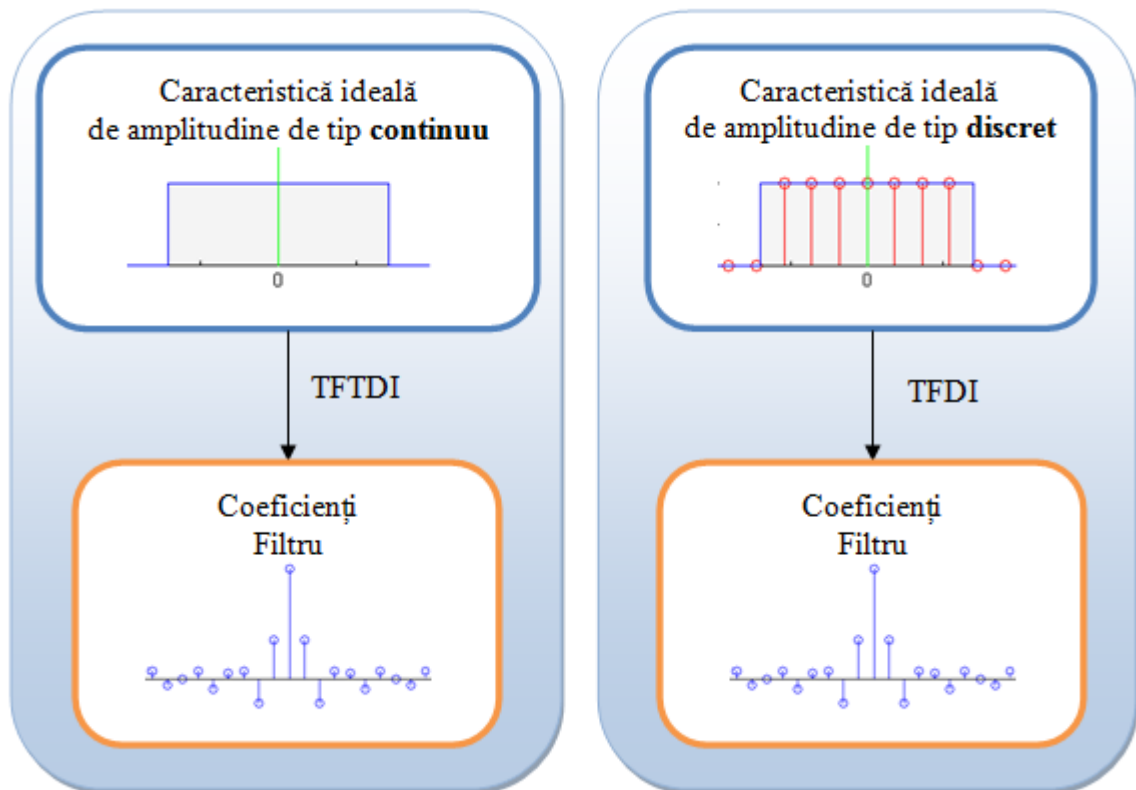 Caracteristică ideală
de amplitudine de tip continuu
0
TFTDI
Coeficienți
Filtru
Caracteristică ideală
de amplitudine de tip discret
0
TFDI
Coeficienți
Filtru